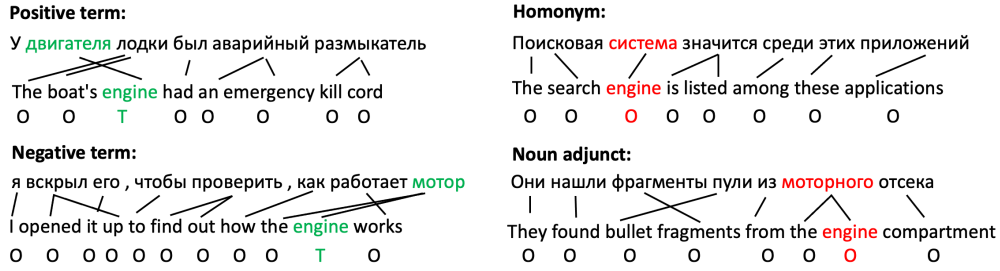 Positive term:
У двигателя лодки был аварийный размыкатель
The boat's engine had an emergency kill cord
O O T O O O O O
Negative term:
я вскрыл его , чтобы проверить , как работает мотор
I opened it up to find out how the engine works
O O O O O O O O O T O
Homonym:
Поисковая система значится среди этих приложений
The search engine is listed among these applications
O O O O O O O O
Noun adjunct:
Они нашли фрагменты пули из моторного отсека
They found bullet fragments from the engine compartment
O O O O O O O O